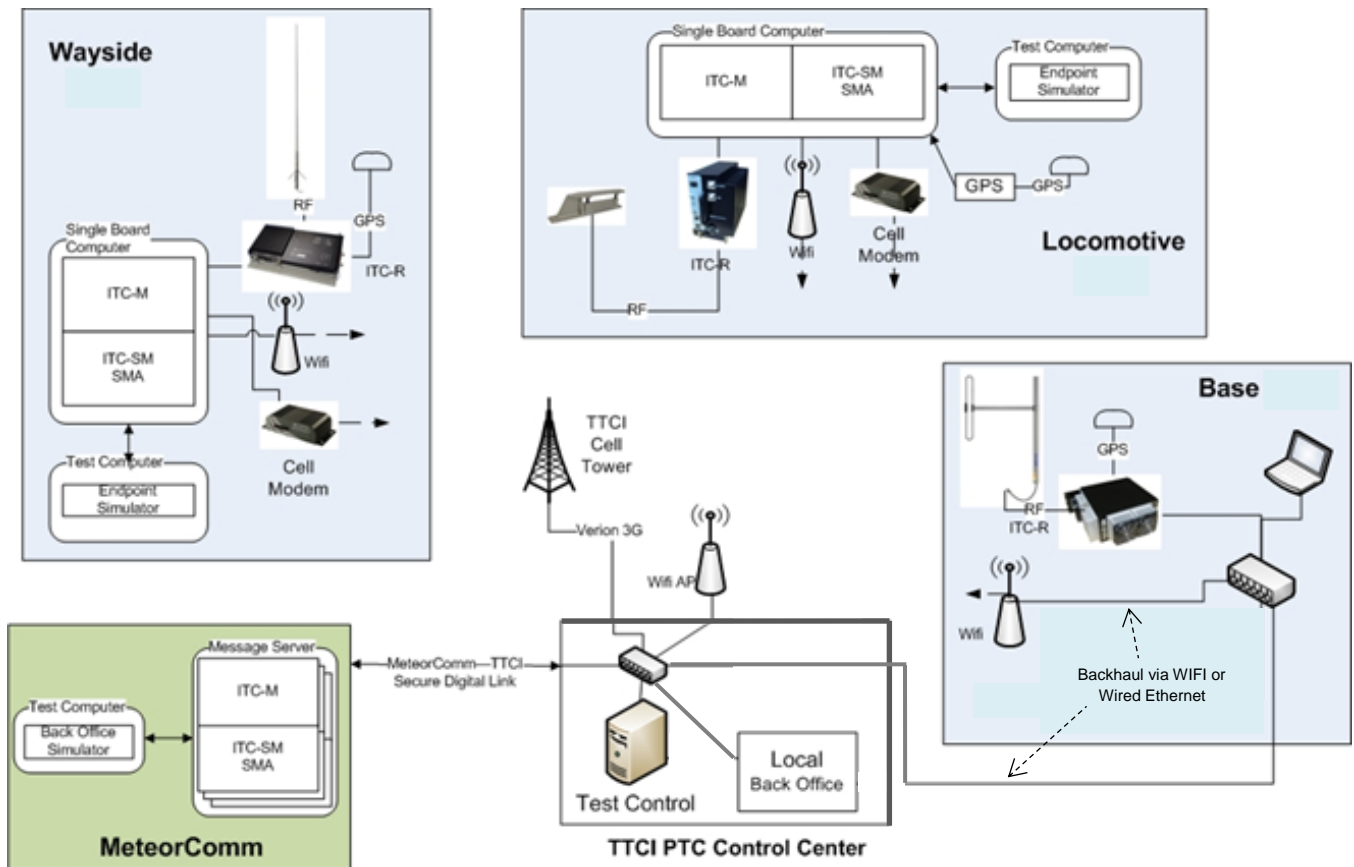 Wayside
RF
GPS
ITC-R
Single Board
Computer
ITC-M
ITC-SM
SMA
Wifi
Cell
Modem
Test Computer
Endpoint
Simulator
Single Board Computer
ITC-M
ITC-SM
SMA
Test Computer
Endpoint
Simulator
GPS
GPS
ITC-R
Wifi
Cell
Modem
RF
Locomotive
Base
GPS
RF
ITC-R
Wifi
Backhaul via WIFI or
Wired Ethernet
TTCI
Cell
Tower
Verion 3G
Wifi AP
Message Server
ITC-M
ITC-SM
SMA
Test Computer
Back Office
Simulator
MeteorComm
MeteorComm—TTCI
Secure Digital Link
Test Control
Local
Back Office
TTCI PTC Control Center